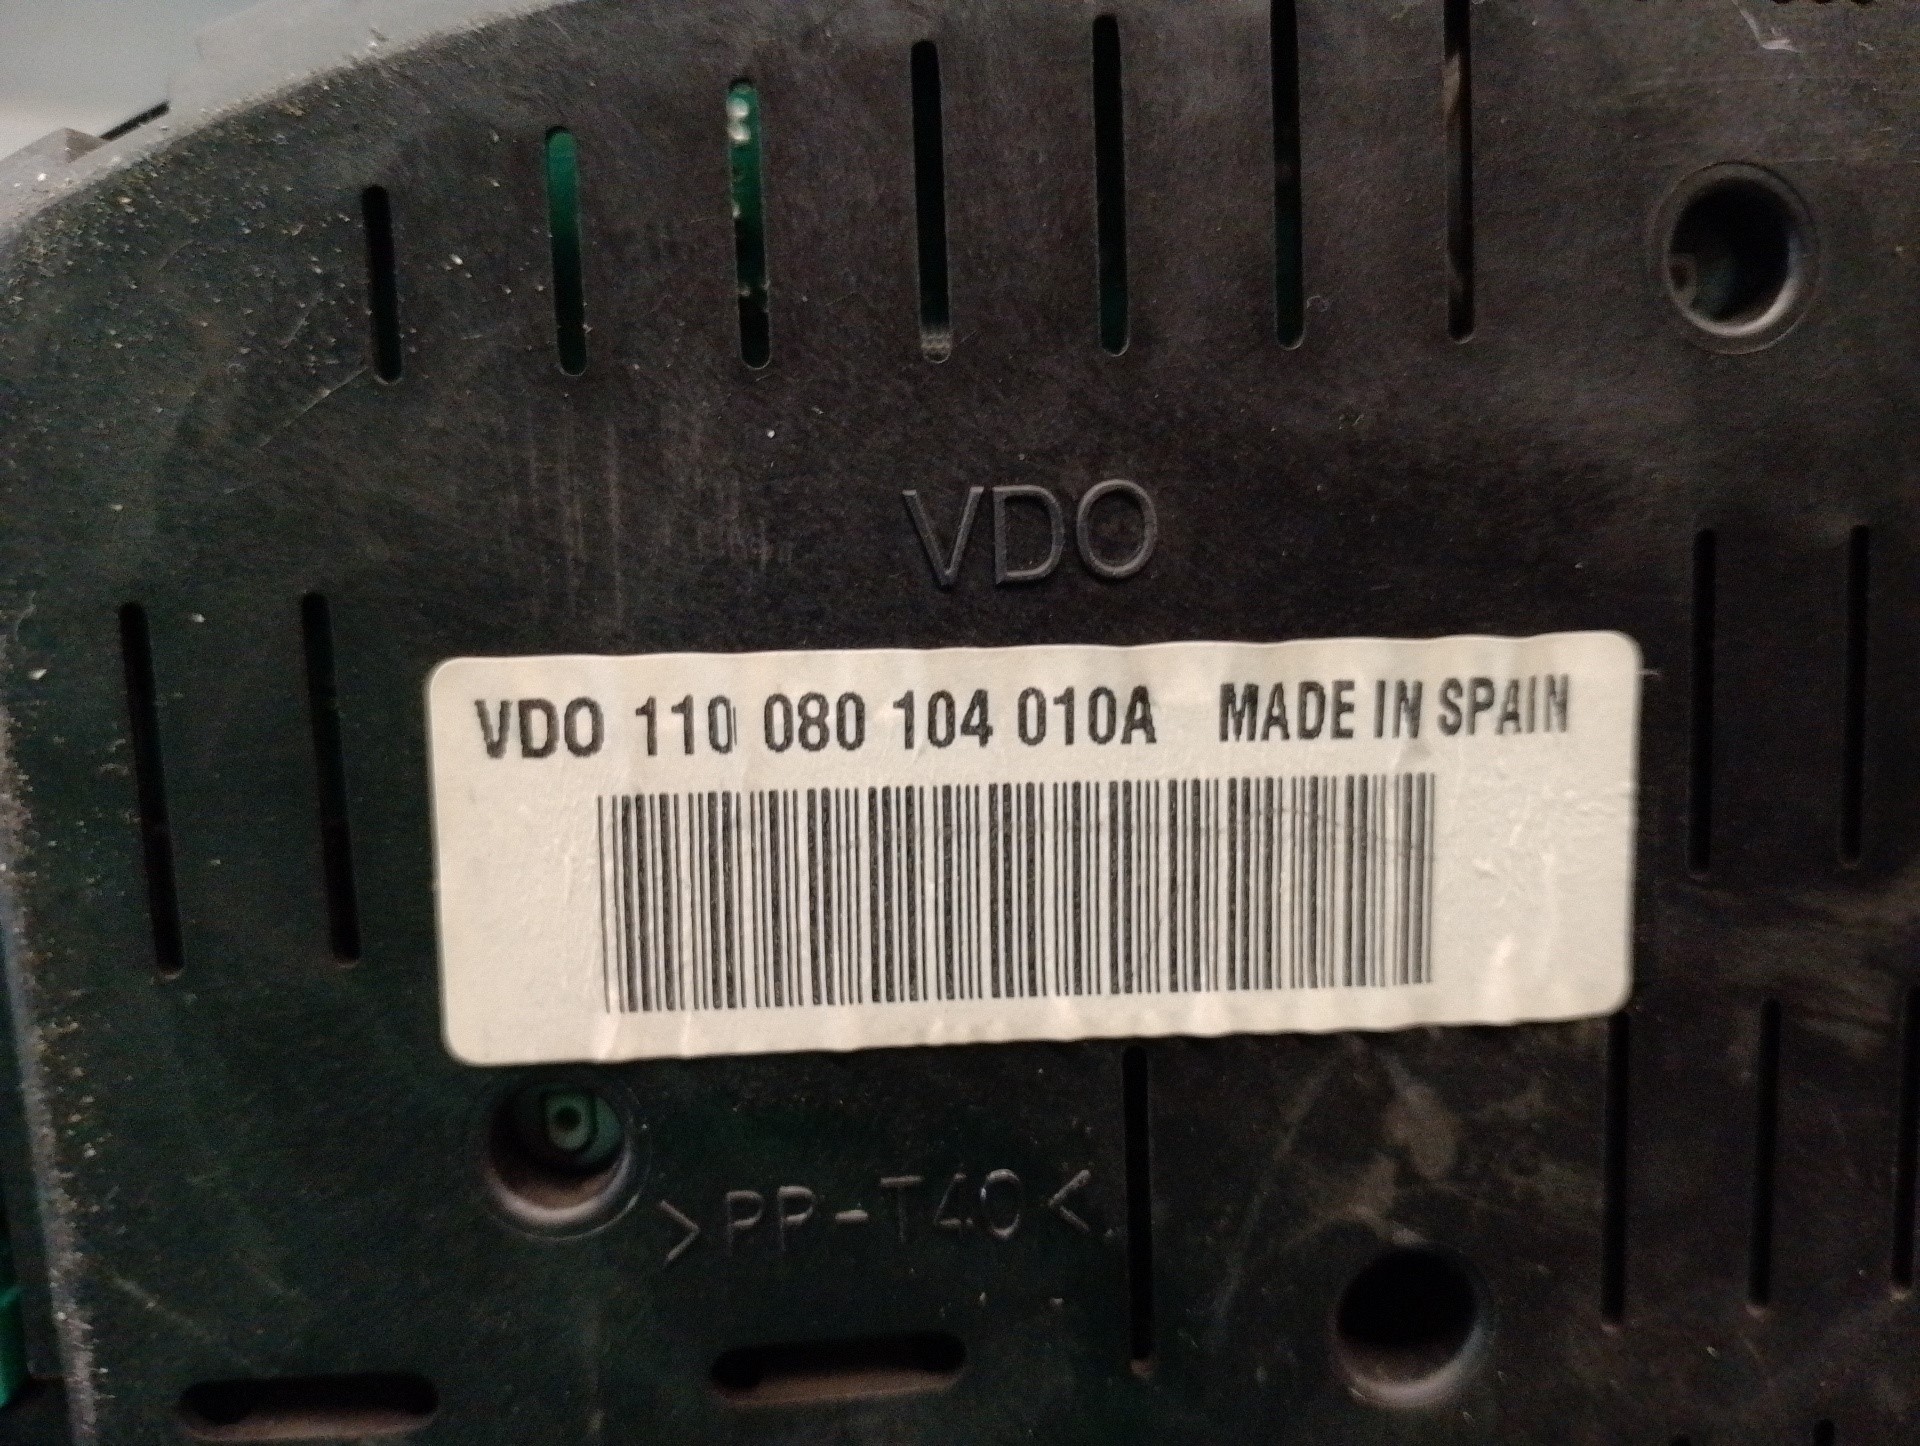 VDO
VDO 110 080 104 010A MADE IN SPAIN
>PP-T40<